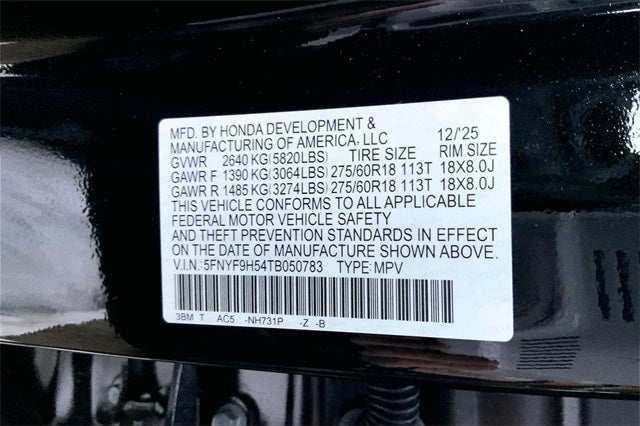 MFD. BY HONDA DEVELOPMENT &
MANUFACTURING OF AMERICA, LLC 12/'25
GVWR 2640 KG(5820LBS) TIRE SIZE RIM SIZE
GAWR F 1390 KG(3064LBS) 275/60R18 113T 18X8.0J
GAWR R 1485 KG(3274LBS) 275/60R18 113T 18X8.0J
THIS VEHICLE CONFORMS TO ALL APPLICABLE
FEDERAL MOTOR VEHICLE SAFETY
AND THEFT PREVENTION STANDARDS IN EFFECT
ON THE DATE OF MANUFACTURE SHOWN ABOVE.
V.I.N.: 5FNYF9H54TB050783 TYPE: MPV
3BM T AC5 -NH731P -Z -B